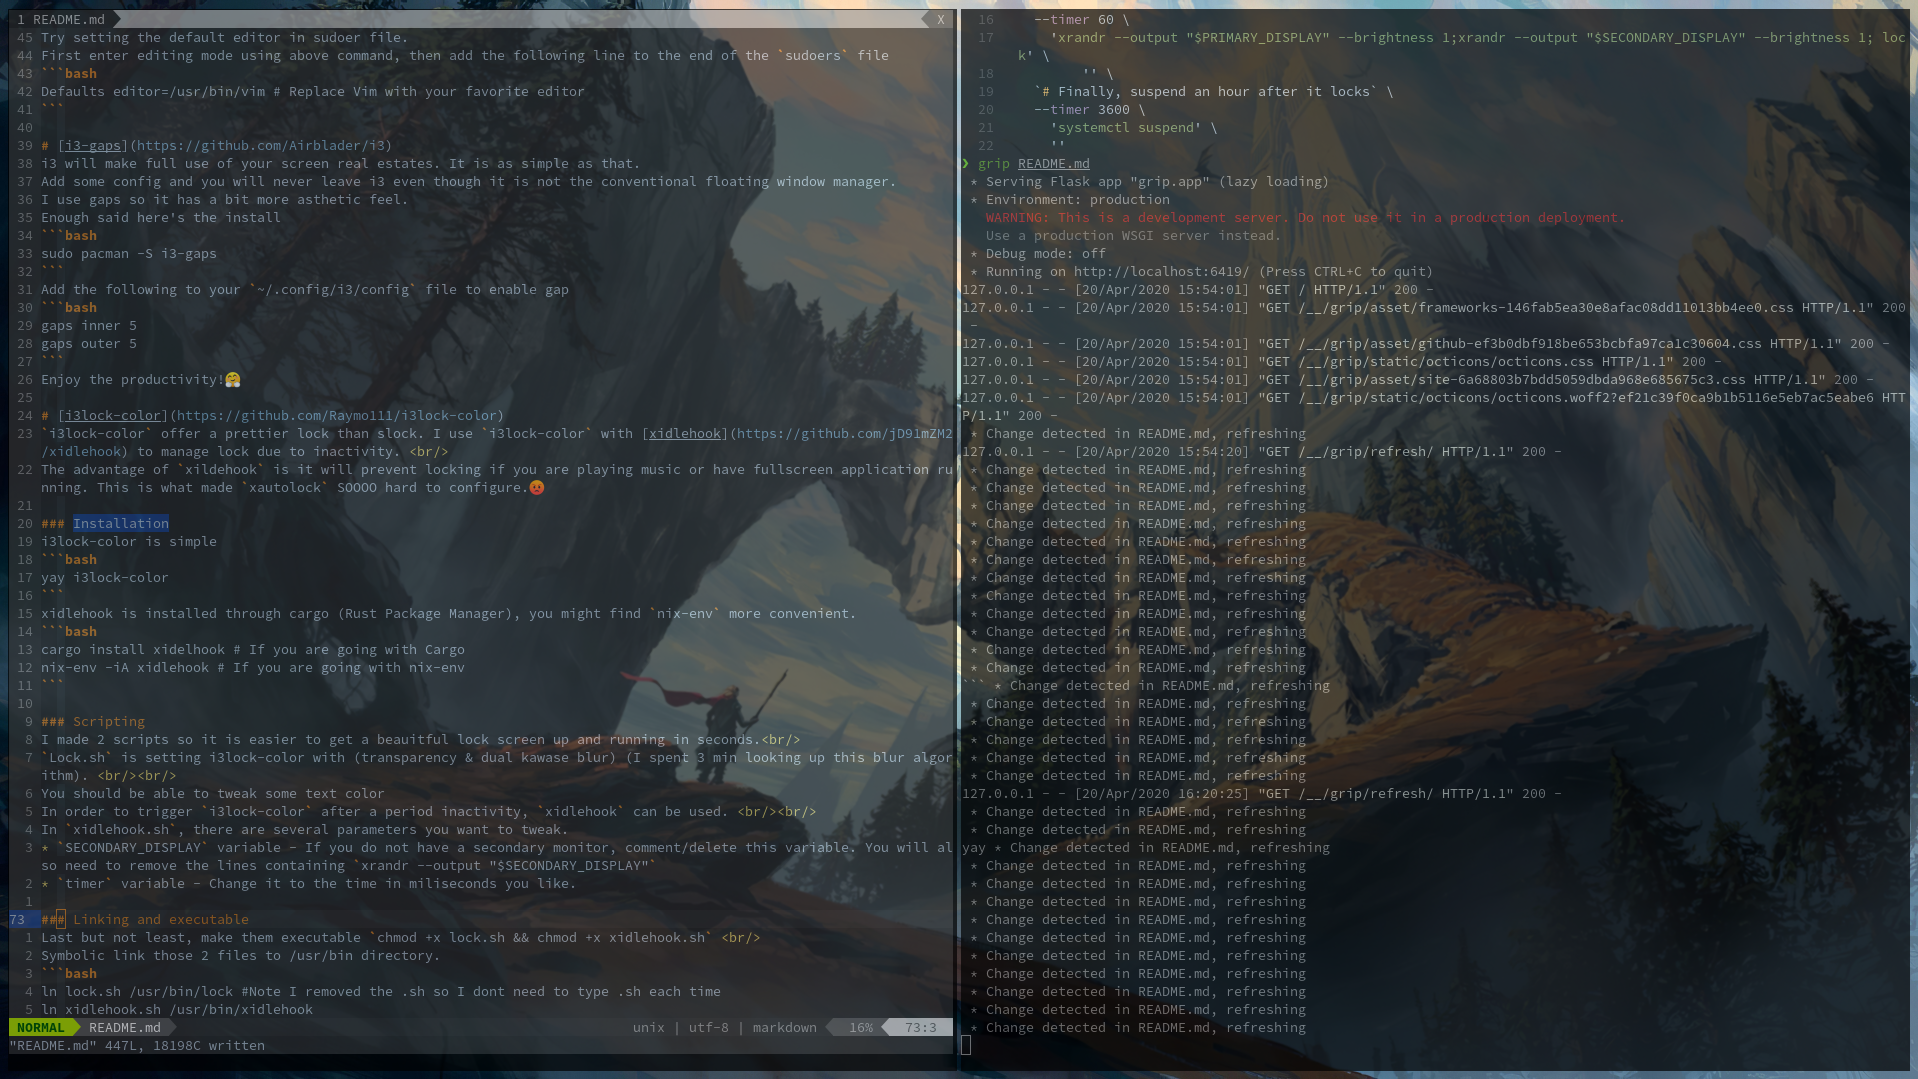 1 README.md X
45 Try setting the default editor in sudoer file.
44 First enter editing mode using above command, then add the following line to the end of the `sudoers` file
43 ```bash
42 Defaults editor=/usr/bin/vim # Replace Vim with your favorite editor
41 ```
40
39 # [i3-gaps](https://github.com/Airblader/i3)
38 i3 will make full use of your screen real estates. It is as simple as that.
37 Add some config and you will never leave i3 even though it is not the conventional floating window manager.
36 I use gaps so it has a bit more asthetic feel.
35 Enough said here's the install
34 ```bash
33 sudo pacman -S i3-gaps
32 ```
31 Add the following to your `~/.config/i3/config` file to enable gap
30 ```bash
29 gaps inner 5
28 gaps outer 5
27 ```
26 Enjoy the productivity!🤗
25
24 # [i3lock-color](https://github.com/Raymo111/i3lock-color)
23 `i3lock-color` offer a prettier lock than slock. I use `i3lock-color` with [xidlehook](https://github.com/jD91mZM2
/xidlehook) to manage lock due to inactivity. <br/>
22 The advantage of `xildehook` is it will prevent locking if you are playing music or have fullscreen application ru
nning. This is what made `xautolock` SOOOO hard to configure.😡
21
20 ### Installation
19 i3lock-color is simple
18 ```bash
17 yay i3lock-color
16 ```
15 xidlehook is installed through cargo (Rust Package Manager), you might find `nix-env` more convenient.
14 ```bash
13 cargo install xidelhook # If you are going with Cargo
12 nix-env -iA xidlehook # If you are going with nix-env
11 ```
10
9 ### Scripting
8 I made 2 scripts so it is easier to get a beauitful lock screen up and running in seconds.<br/>
7 `Lock.sh` is setting i3lock-color with (transparency & dual kawase blur) (I spent 3 min looking up this blur algor
ithm). <br/><br/>
6 You should be able to tweak some text color
5 In order to trigger `i3lock-color` after a period inactivity, `xidlehook` can be used. <br/><br/>
4 In `xidlehook.sh`, there are several parameters you want to tweak.
3 * `SECONDARY_DISPLAY` variable - If you do not have a secondary monitor, comment/delete this variable. You will al
so need to remove the lines containing `xrandr --output "$SECONDARY_DISPLAY"`
2 * `timer` variable - Change it to the time in miliseconds you like.
1
73 ### Linking and executable
1 Last but not least, make them executable `chmod +x lock.sh && chmod +x xidlehook.sh` <br/>
2 Symbolic link those 2 files to /usr/bin directory.
3 ```bash
4 ln lock.sh /usr/bin/lock #Note I removed the .sh so I dont need to type .sh each time
5 ln xidlehook.sh /usr/bin/xidlehook
NORMAL README.md unix | utf-8 | markdown 16% 73:3
"README.md" 447L, 18198C written
16 --timer 60 \
17 'xrandr --output "$PRIMARY_DISPLAY" --brightness 1;xrandr --output "$SECONDARY_DISPLAY" --brightness 1; loc
k' \
18 '' \
19 `# Finally, suspend an hour after it locks` \
20 --timer 3600 \
21 'systemctl suspend' \
22 ''
❯ grip README.md
* Serving Flask app "grip.app" (lazy loading)
* Environment: production
WARNING: This is a development server. Do not use it in a production deployment.
Use a production WSGI server instead.
* Debug mode: off
* Running on http://localhost:6419/ (Press CTRL+C to quit)
127.0.0.1 - - [20/Apr/2020 15:54:01] "GET / HTTP/1.1" 200 -
127.0.0.1 - - [20/Apr/2020 15:54:01] "GET /__/grip/asset/frameworks-146fab5ea30e8afac08dd11013bb4ee0.css HTTP/1.1" 200
-
127.0.0.1 - - [20/Apr/2020 15:54:01] "GET /__/grip/asset/github-ef3b0dbf918be653bcbfa97ca1c30604.css HTTP/1.1" 200 -
127.0.0.1 - - [20/Apr/2020 15:54:01] "GET /__/grip/static/octicons/octicons.css HTTP/1.1" 200 -
127.0.0.1 - - [20/Apr/2020 15:54:01] "GET /__/grip/asset/site-6a68803b7bdd5059dbda968e685675c3.css HTTP/1.1" 200 -
127.0.0.1 - - [20/Apr/2020 15:54:01] "GET /__/grip/static/octicons/octicons.woff2?ef21c39f0ca9b1b5116e5eb7ac5eabe6 HTT
P/1.1" 200 -
* Change detected in README.md, refreshing
127.0.0.1 - - [20/Apr/2020 15:54:20] "GET /__/grip/refresh/ HTTP/1.1" 200 -
* Change detected in README.md, refreshing
* Change detected in README.md, refreshing
* Change detected in README.md, refreshing
* Change detected in README.md, refreshing
* Change detected in README.md, refreshing
* Change detected in README.md, refreshing
* Change detected in README.md, refreshing
* Change detected in README.md, refreshing
* Change detected in README.md, refreshing
* Change detected in README.md, refreshing
* Change detected in README.md, refreshing
* Change detected in README.md, refreshing
``` * Change detected in README.md, refreshing
* Change detected in README.md, refreshing
* Change detected in README.md, refreshing
* Change detected in README.md, refreshing
* Change detected in README.md, refreshing
* Change detected in README.md, refreshing
127.0.0.1 - - [20/Apr/2020 16:20:25] "GET /__/grip/refresh/ HTTP/1.1" 200 -
* Change detected in README.md, refreshing
* Change detected in README.md, refreshing
yay * Change detected in README.md, refreshing
* Change detected in README.md, refreshing
* Change detected in README.md, refreshing
* Change detected in README.md, refreshing
* Change detected in README.md, refreshing
* Change detected in README.md, refreshing
* Change detected in README.md, refreshing
* Change detected in README.md, refreshing
* Change detected in README.md, refreshing
* Change detected in README.md, refreshing
* Change detected in README.md, refreshing